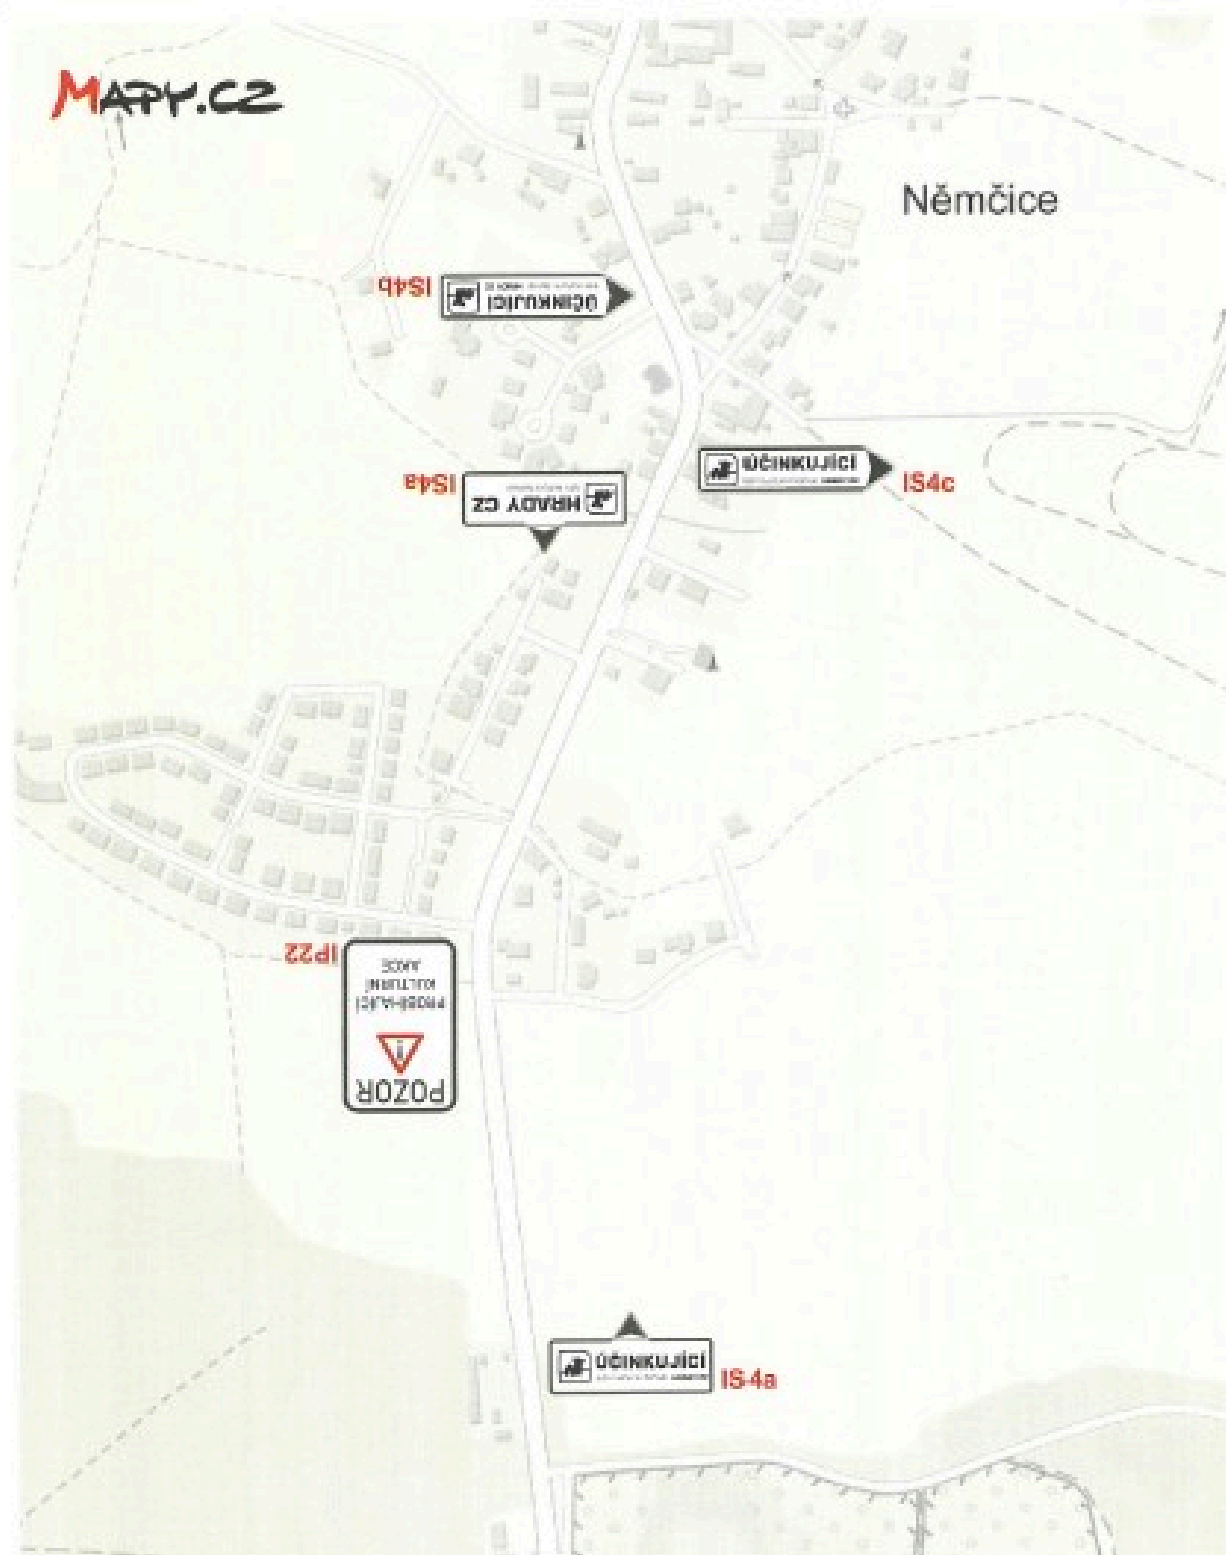 MAPY.CZ
Němčice
IS4b
ÚČINKUJÍCÍ
IS4a
HRADY CZ
ÚČINKUJÍCÍ
IS4c
IP22
POZOR
PROBÍHAJÍCÍ
KULTURNÍ
AKCE
ÚČINKUJÍCÍ
IS4a